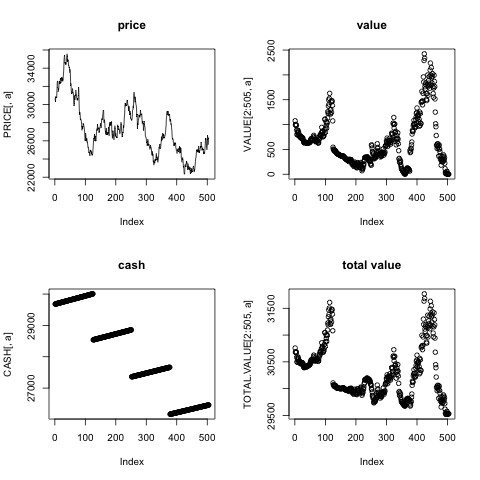 price
PRICE[, a]
22000 26000 30000 34000
0 100 200 300 400 500
Index
value
VALUE[2:505, a]
0 500 1500 2500
0 100 200 300 400 500
Index
cash
CASH[, a]
27000 29000
0 100 200 300 400 500
Index
total value
TOTAL.VALUE[2:505, a]
29500 30500 31500
0 100 200 300 400 500
Index